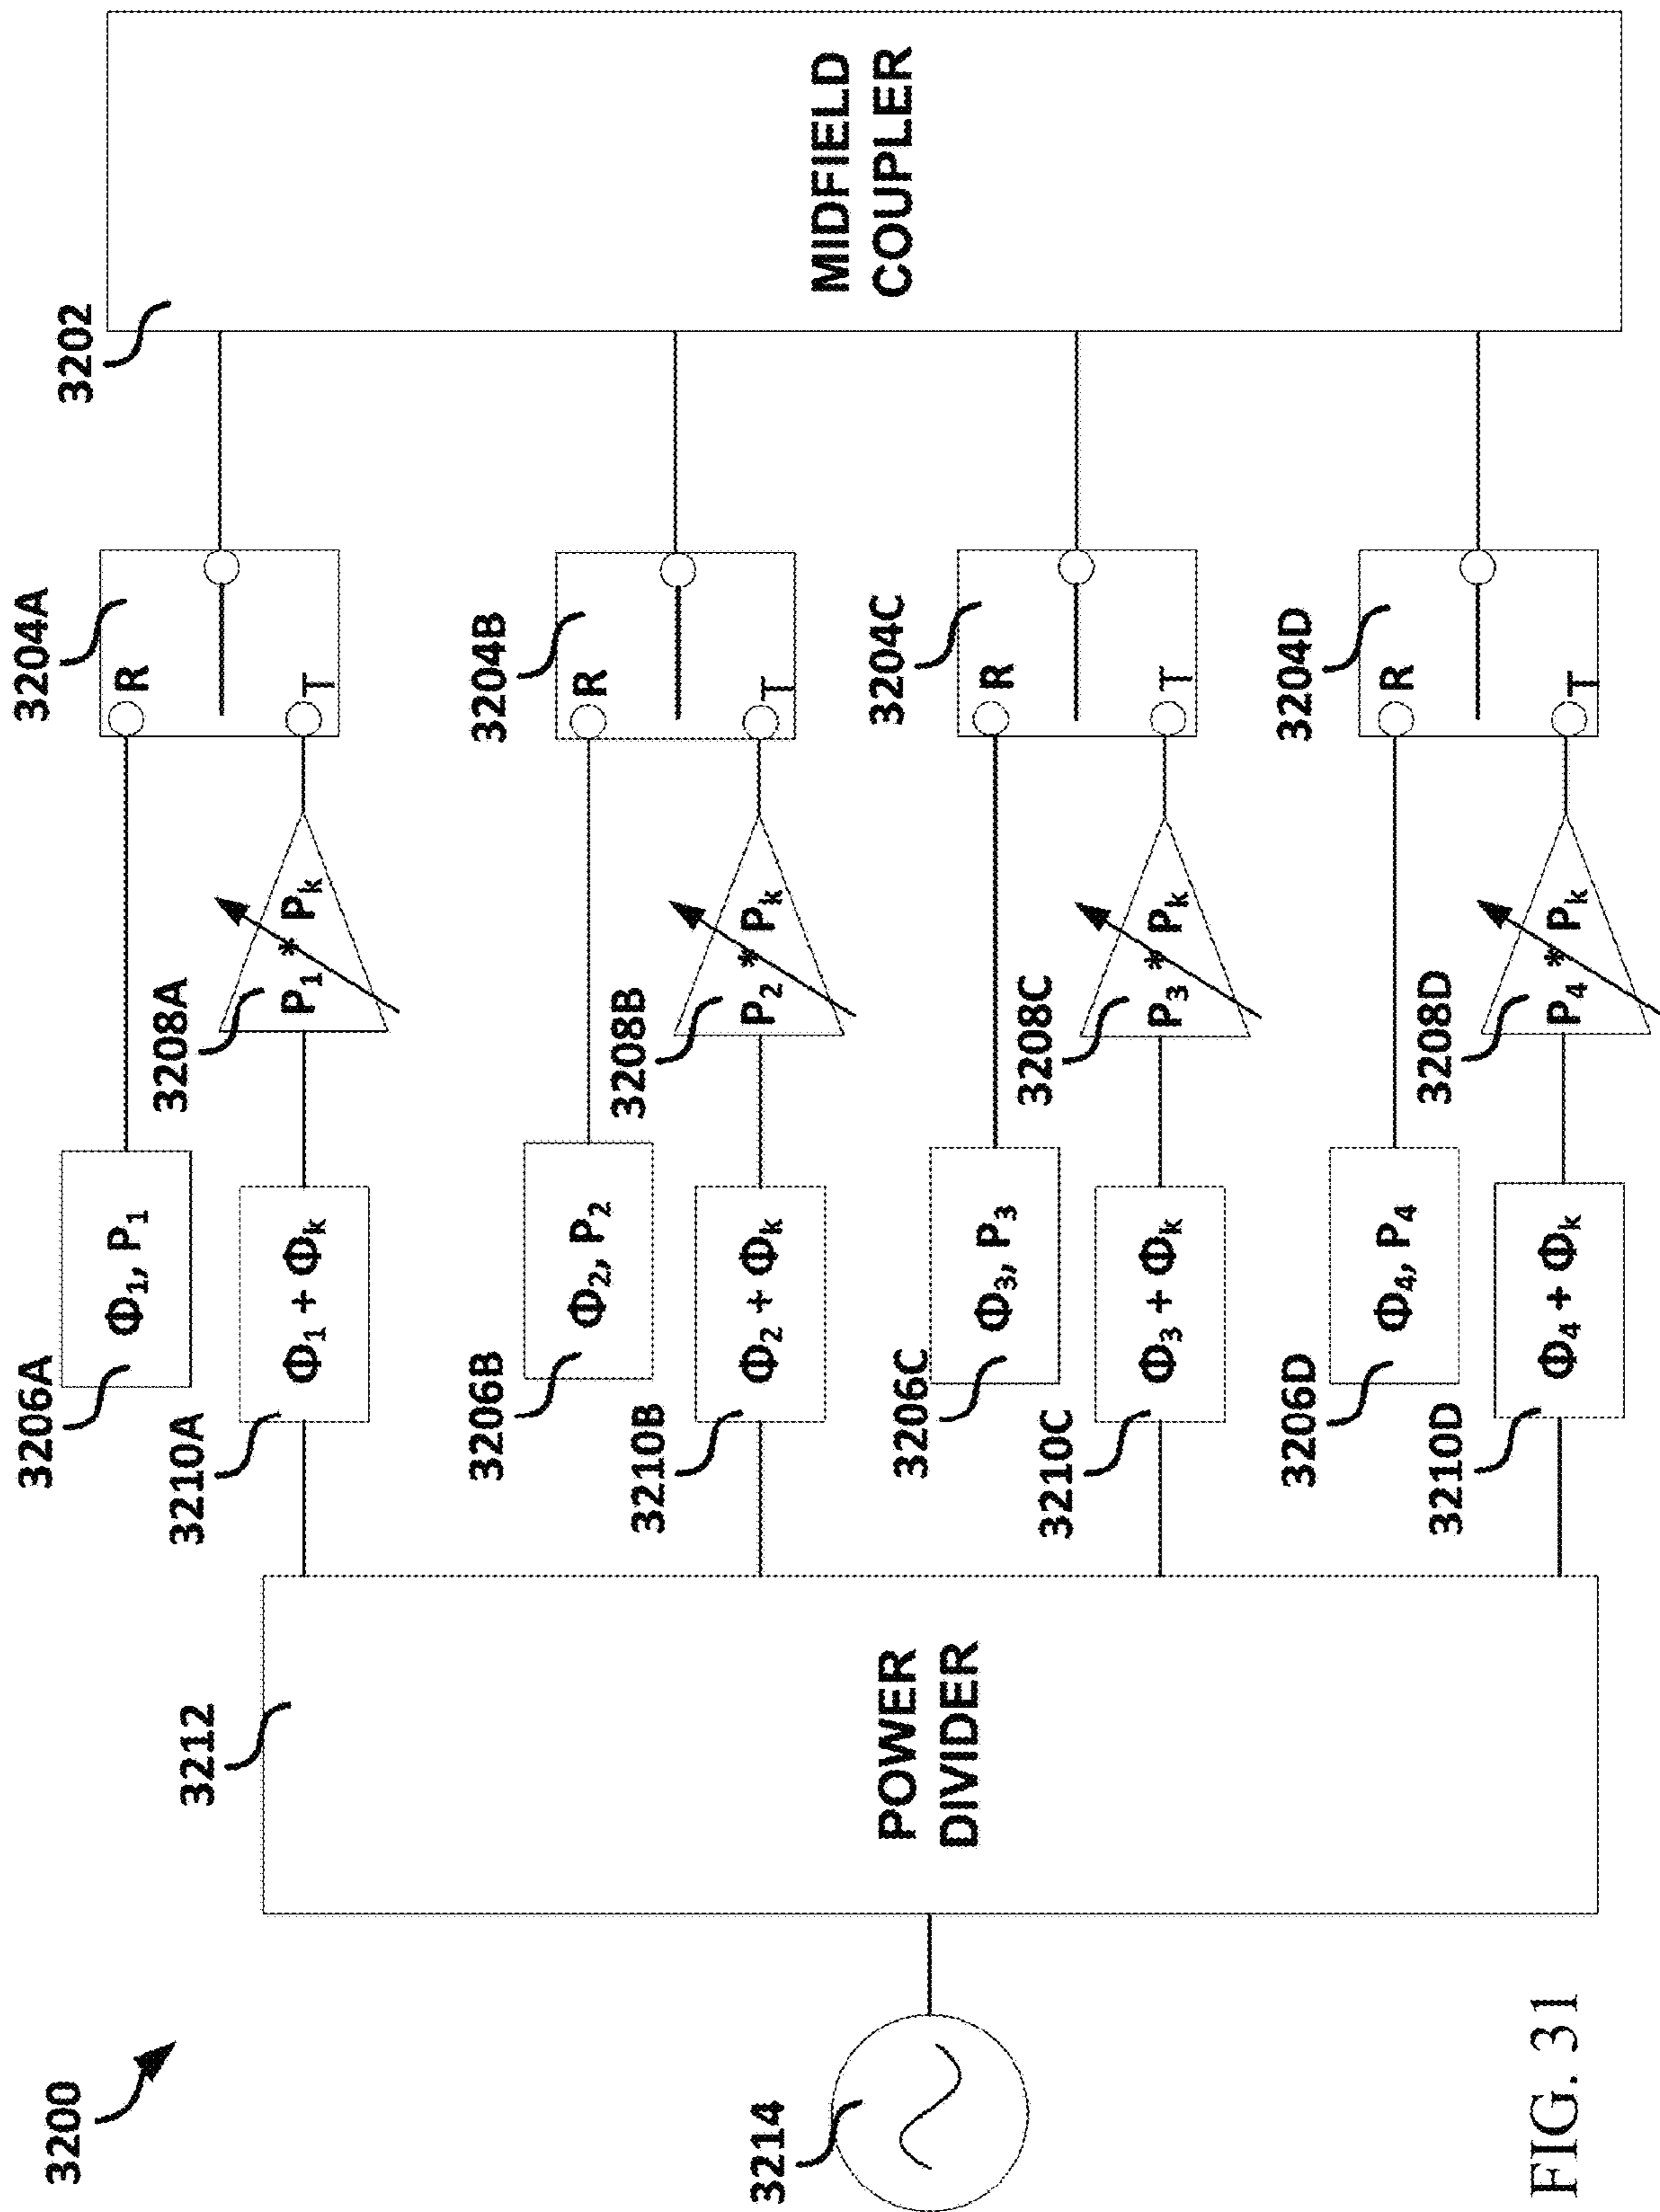 3200
3214
3212
POWER
DIVIDER
3206A
Φ₁, P₁
3210A
Φ₁ + Φₖ
3208A
P₁ * Pₖ
3204A
R
T
3206B
Φ₂, P₂
3210B
Φ₂ + Φₖ
3208B
P₂ * Pₖ
3204B
R
T
3206C
Φ₃, P₃
3210C
Φ₃ + Φₖ
3208C
P₃ * Pₖ
3204C
R
T
3206D
Φ₄, P₄
3210D
Φ₄ + Φₖ
3208D
P₄ * Pₖ
3204D
R
T
3202
MIDFIELD
COUPLER
FIG. 31